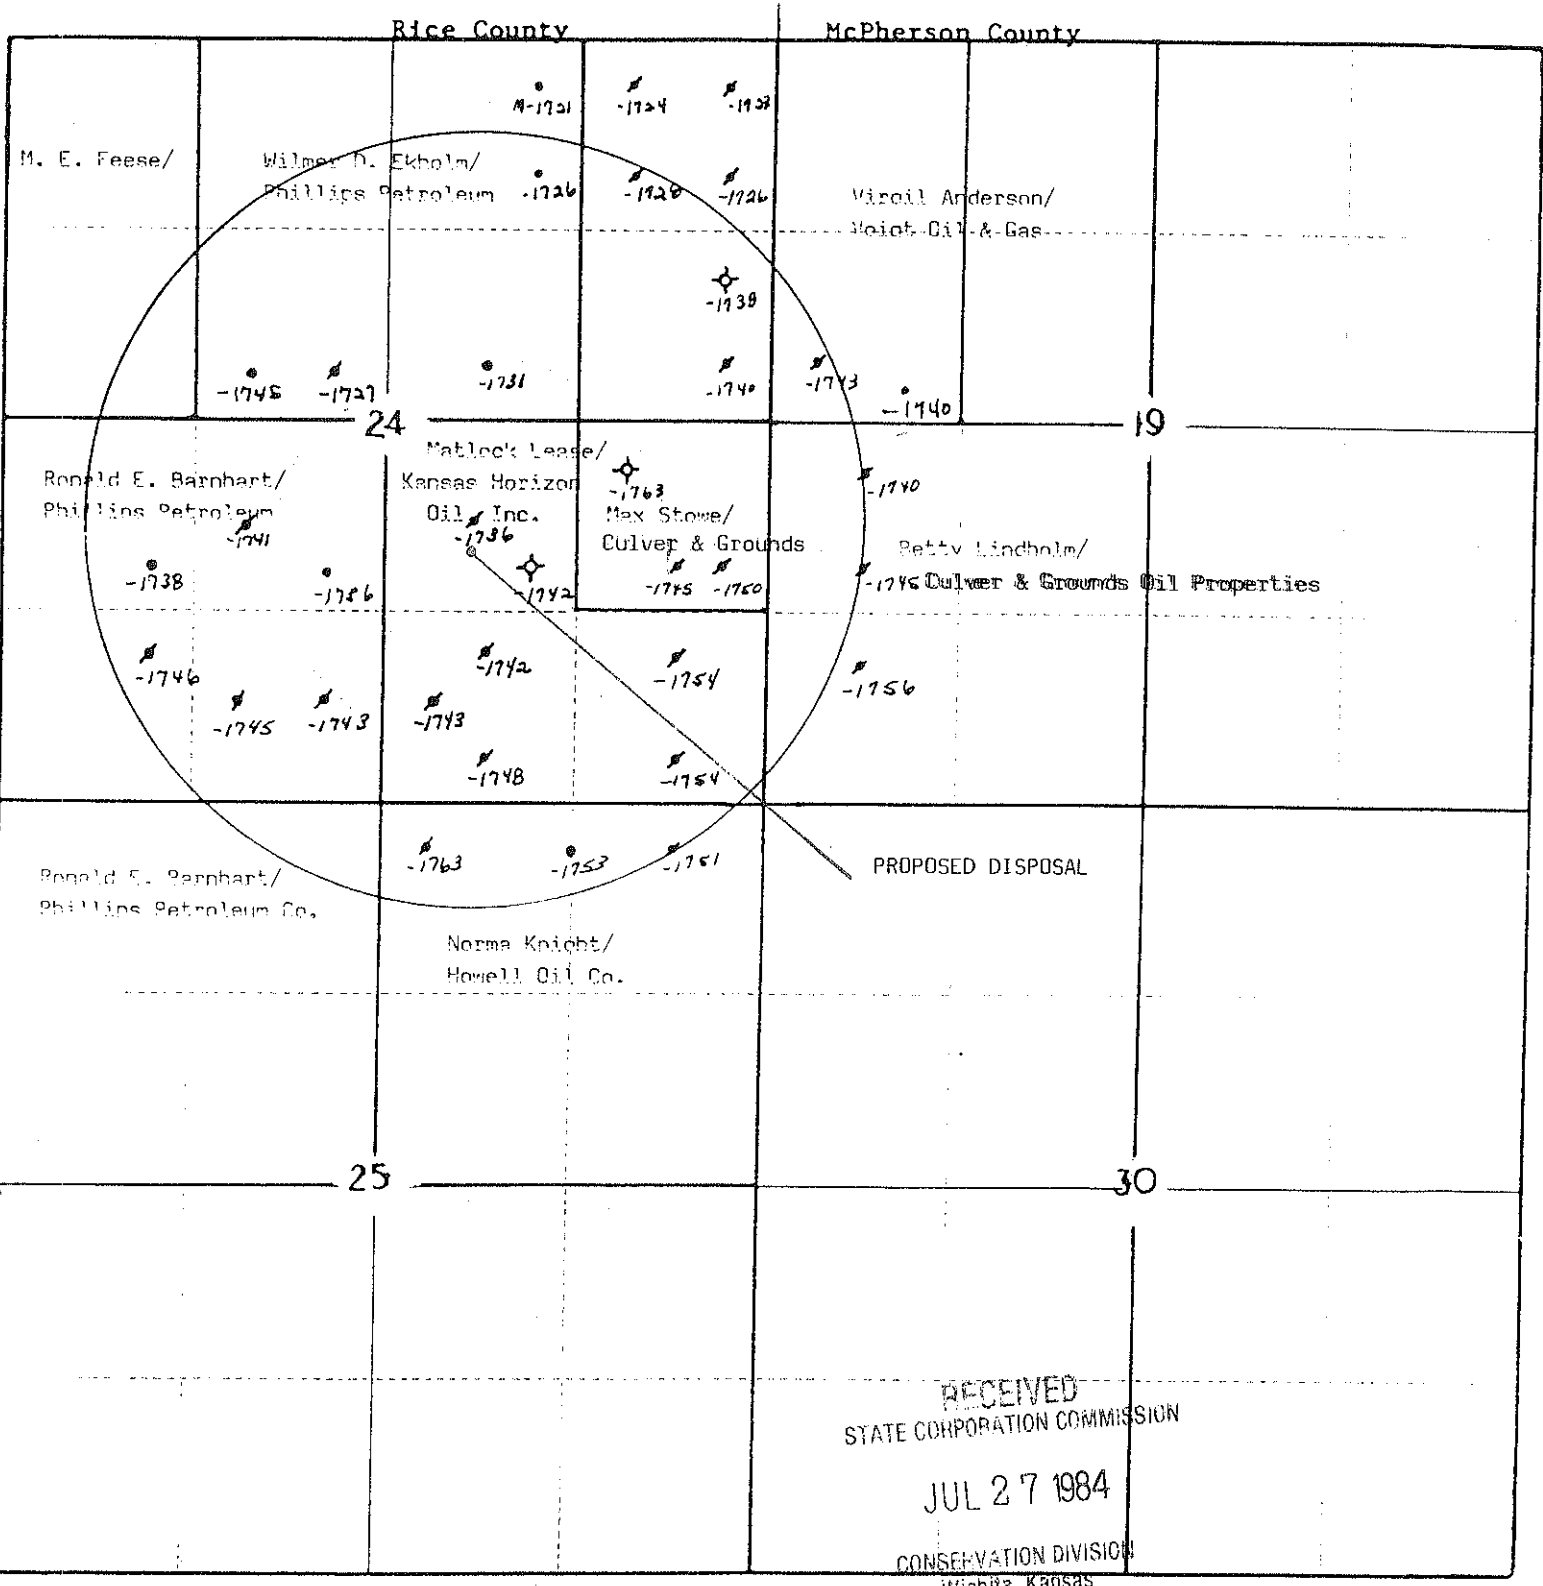 Rice County
McPherson County
M-1721
-1724
-1723
M. E. Feese/
Wilmer D. Ekholm/
Phillips Petroleum
-1726
-1728
-1726
Virgil Anderson/
Oil & Gas
-1739
-1745
-1727
-1731
-1740
-1743
-1740
24
19
Matlock Lease/
Kansas Horizon
Oil, Inc.
-1736
-1763
Ronald E. Barnhart/
Phillips Petroleum
-1741
Max Stowe/
Culver & Grounds
-1740
-1738
-1736
-1742
-1745
-1750
Betty Lindholm/
-1745 Culver & Grounds Oil Properties
-1746
-1742
-1754
-1756
-1745
-1743
-1743
-1748
-1754
-1763
-1753
-1751
PROPOSED DISPOSAL
Ronald E. Barnhart/
Phillips Petroleum Co.
Norma Knight/
Howell Oil Co.
25
30
RECEIVED
STATE CORPORATION COMMISSION
JUL 27 1984
CONSERVATION DIVISION
Wichita, Kansas